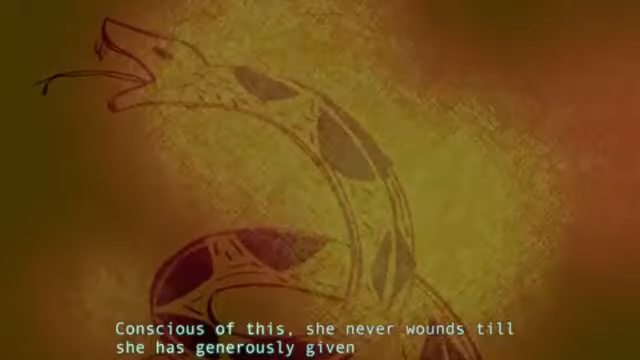 Conscious of this, she never wounds till
she has generously given